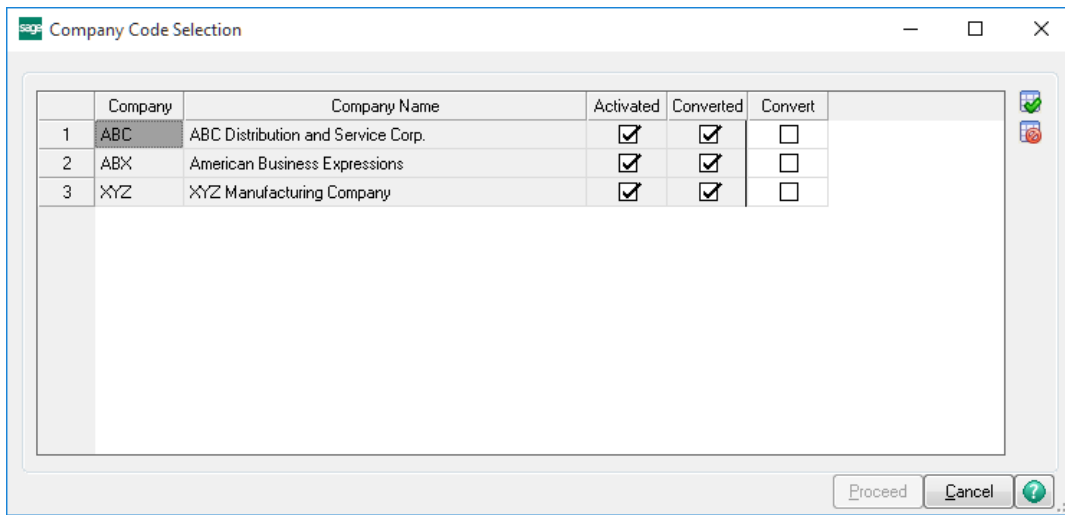 sage Company Code Selection
Company Company Name Activated Converted Convert
1 ABC ABC Distribution and Service Corp.
2 ABX American Business Expressions
3 XYZ XYZ Manufacturing Company
Proceed Cancel ?